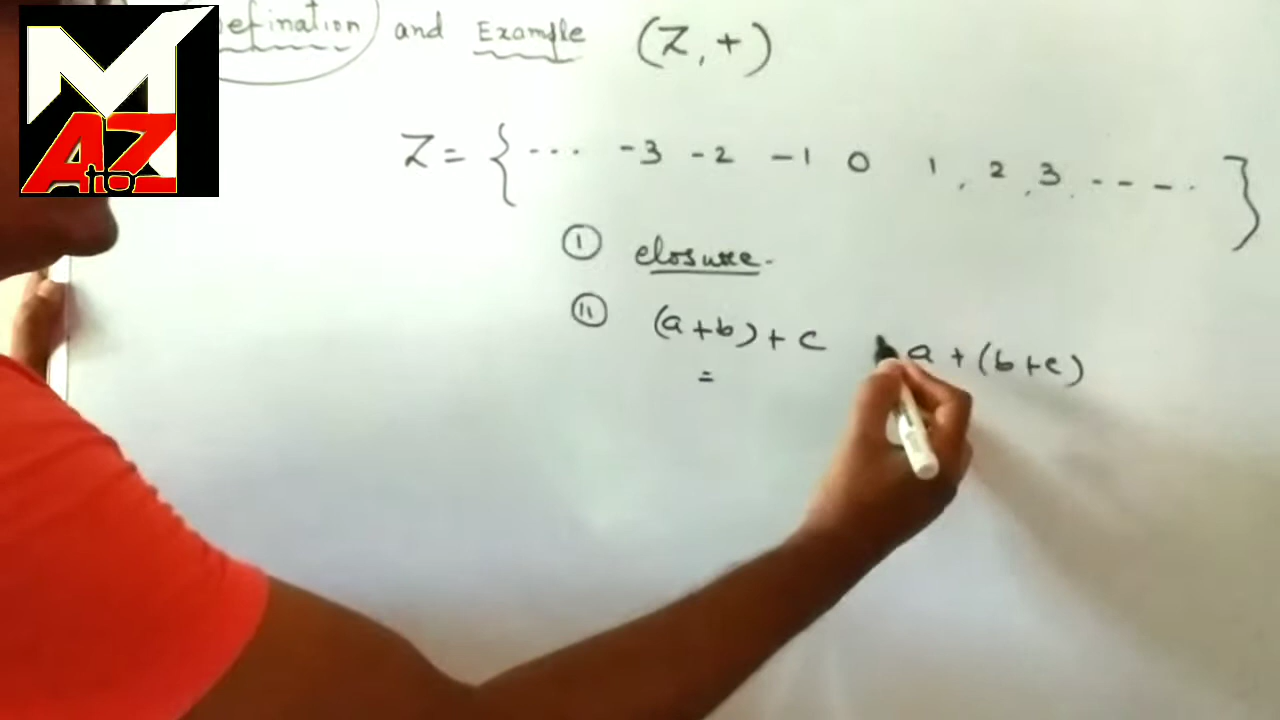 M
A to Z
efination and Example (Z, +)
Z = { --- -3 -2 -1 0 1, 2, 3, ---- }
(i) closure.
(ii) (a+b)+c a+(b+c)
=